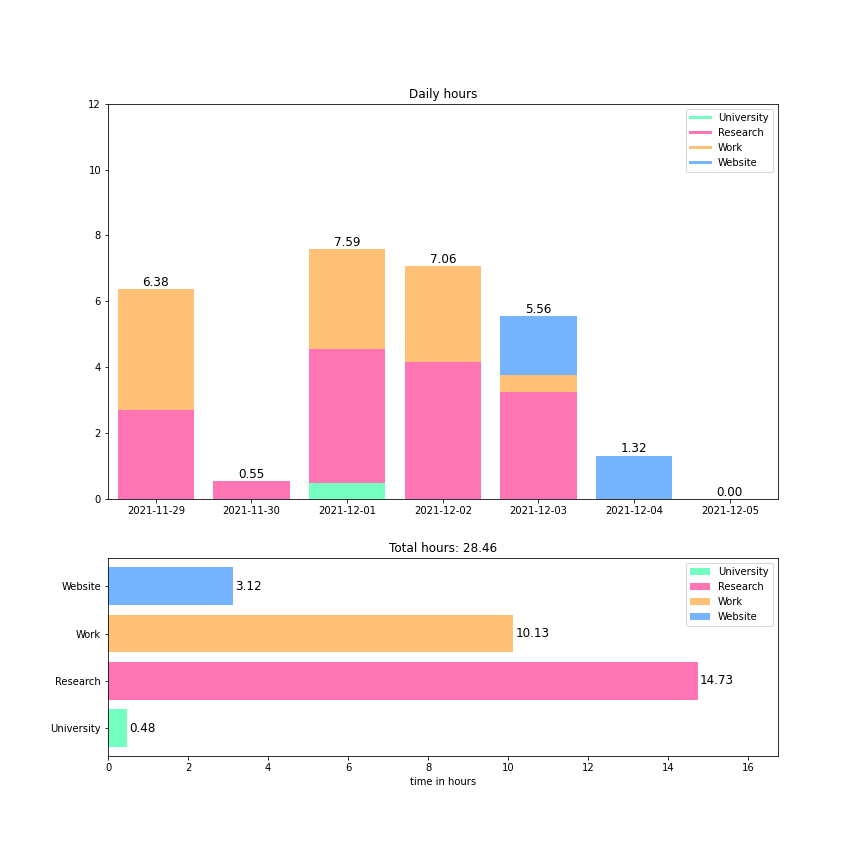 Daily hours
12
10
8
6
4
2
0
University
Research
Work
Website
6.38
0.55
7.59
7.06
5.56
1.32
0.00
2021-11-29 2021-11-30 2021-12-01 2021-12-02 2021-12-03 2021-12-04 2021-12-05
Total hours: 28.46
University
Research
Work
Website
Website 3.12
Work 10.13
Research 14.73
University 0.48
0 2 4 6 8 10 12 14 16
time in hours